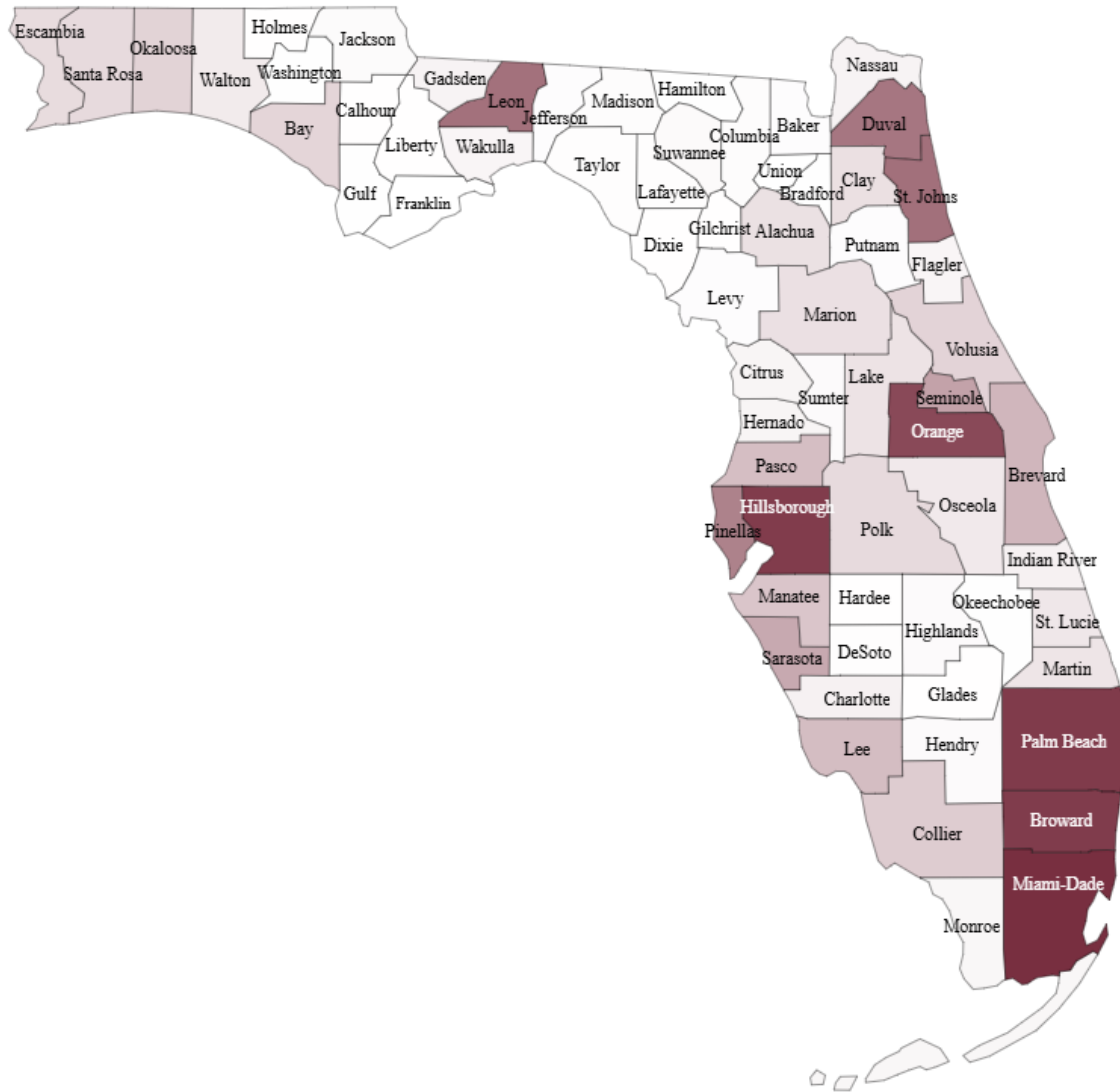 Escambia
Santa Rosa
Okaloosa
Walton
Holmes
Washington
Jackson
Bay
Calhoun
Gulf
Liberty
Franklin
Gadsden
Leon
Wakulla
Jefferson
Madison
Taylor
Hamilton
Suwannee
Lafayette
Dixie
Columbia
Gilchrist
Levy
Baker
Union
Bradford
Alachua
Nassau
Duval
Clay
St. Johns
Putnam
Flagler
Marion
Volusia
Citrus
Sumter
Lake
Seminole
Hernado
Orange
Pasco
Brevard
Hillsborough
Pinellas
Polk
Osceola
Indian River
Manatee
Hardee
Okeechobee
Highlands
St. Lucie
Sarasota
DeSoto
Martin
Charlotte
Glades
Lee
Hendry
Palm Beach
Collier
Broward
Miami-Dade
Monroe